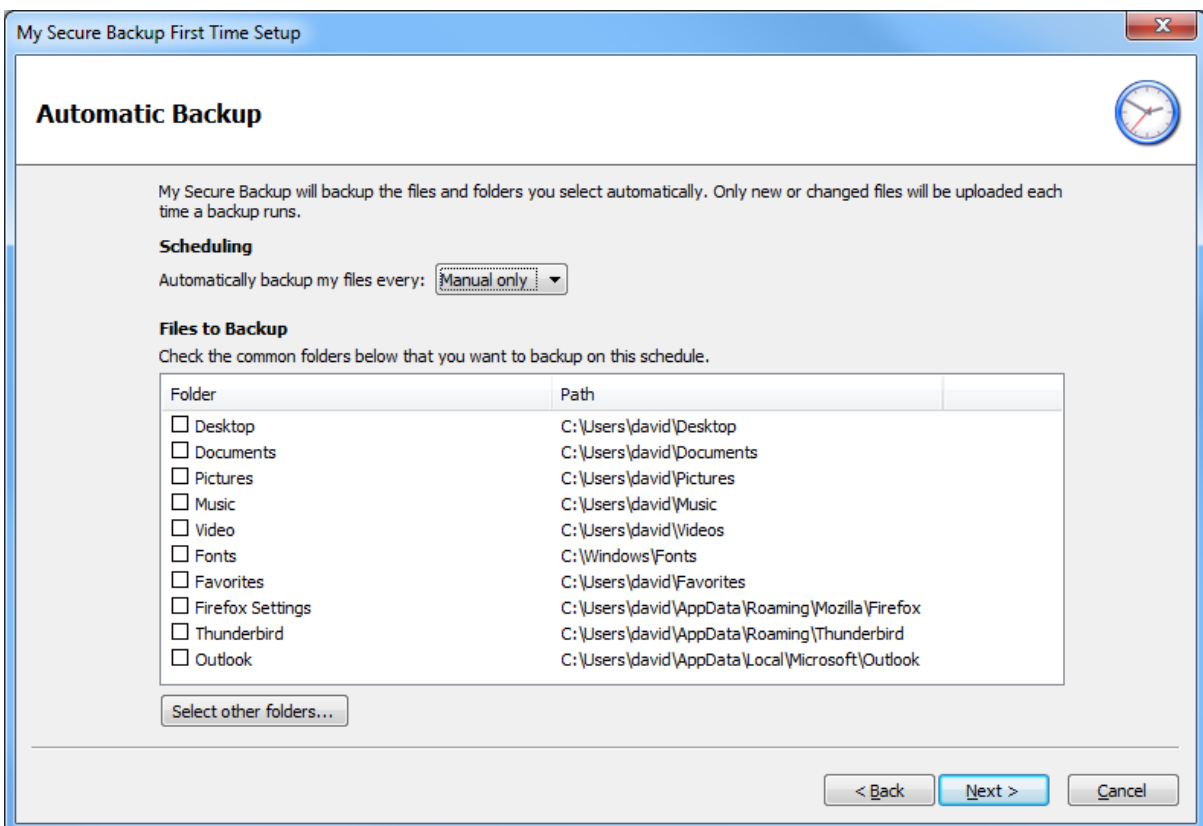 My Secure Backup First Time Setup
Automatic Backup
My Secure Backup will backup the files and folders you select automatically. Only new or changed files will be uploaded each
time a backup runs.
Scheduling
Automatically backup my files every: Manual only
Files to Backup
Check the common folders below that you want to backup on this schedule.
Folder Path
Desktop C:\Users\david\Desktop
Documents C:\Users\david\Documents
Pictures C:\Users\david\Pictures
Music C:\Users\david\Music
Video C:\Users\david\Videos
Fonts C:\Windows\Fonts
Favorites C:\Users\david\Favorites
Firefox Settings C:\Users\david\AppData\Roaming\Mozilla\Firefox
Thunderbird C:\Users\david\AppData\Roaming\Thunderbird
Outlook C:\Users\david\AppData\Local\Microsoft\Outlook
Select other folders...
< Back Next > Cancel